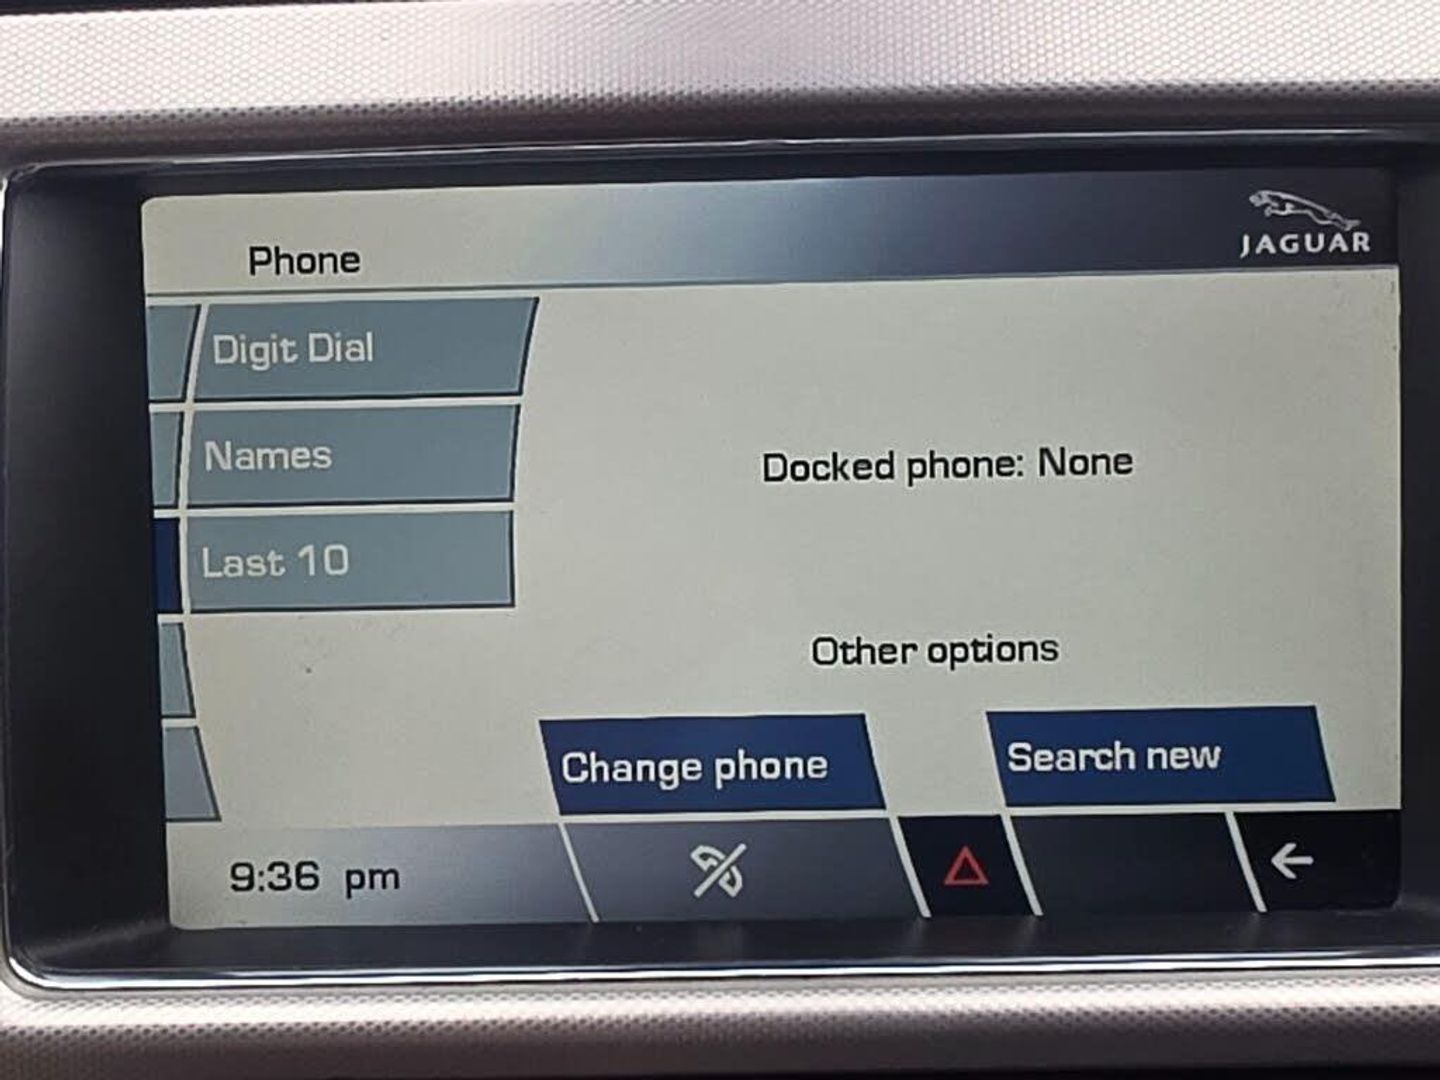 JAGUAR
Phone
Digit Dial
Names
Last 10
Docked phone: None
Other options
Change phone
Search new
9:36 pm